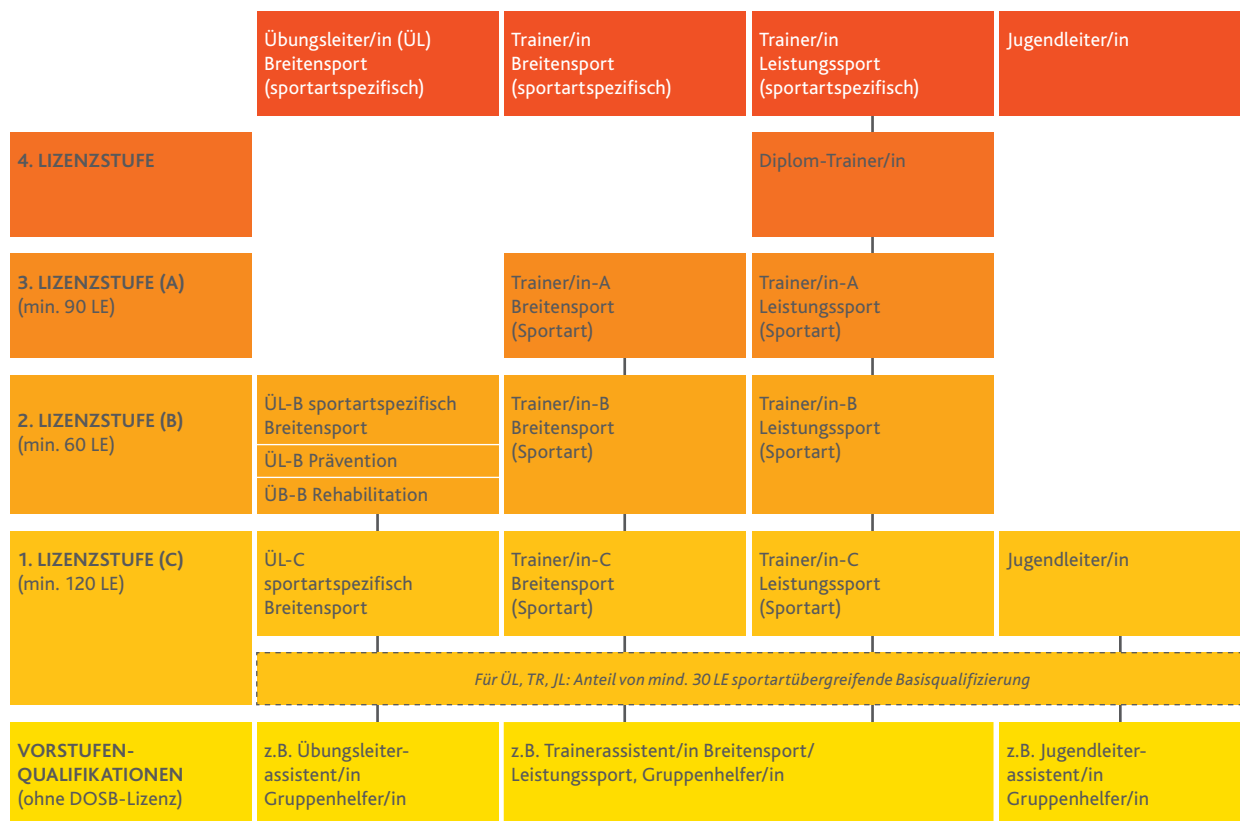 Übungsleiter/in (ÜL)
Breitensport
(sportartspezifisch)
Trainer/in
Breitensport
(sportartspezifisch)
Trainer/in
Leistungssport
(sportartspezifisch)
Jugendleiter/in
4. LIZENZSTUFE
Diplom-Trainer/in
3. LIZENZSTUFE (A)
(min. 90 LE)
Trainer/in-A
Breitensport
(Sportart)
Trainer/in-A
Leistungssport
(Sportart)
2. LIZENZSTUFE (B)
(min. 60 LE)
ÜL-B sportartspezifisch
Breitensport
ÜL-B Prävention
ÜB-B Rehabilitation
Trainer/in-B
Breitensport
(Sportart)
Trainer/in-B
Leistungssport
(Sportart)
1. LIZENZSTUFE (C)
(min. 120 LE)
ÜL-C
sportartspezifisch
Breitensport
Trainer/in-C
Breitensport
(Sportart)
Trainer/in-C
Leistungssport
(Sportart)
Jugendleiter/in
Für ÜL, TR, JL: Anteil von mind. 30 LE sportartübergreifende Basisqualifizierung
VORSTUFEN-
QUALIFIKATIONEN
(ohne DOSB-Lizenz)
z.B. Übungsleiter-
assistent/in
Gruppenhelfer/in
z.B. Trainerassistent/in Breitensport/
Leistungssport, Gruppenhelfer/in
z.B. Jugendleiter-
assistent/in
Gruppenhelfer/in